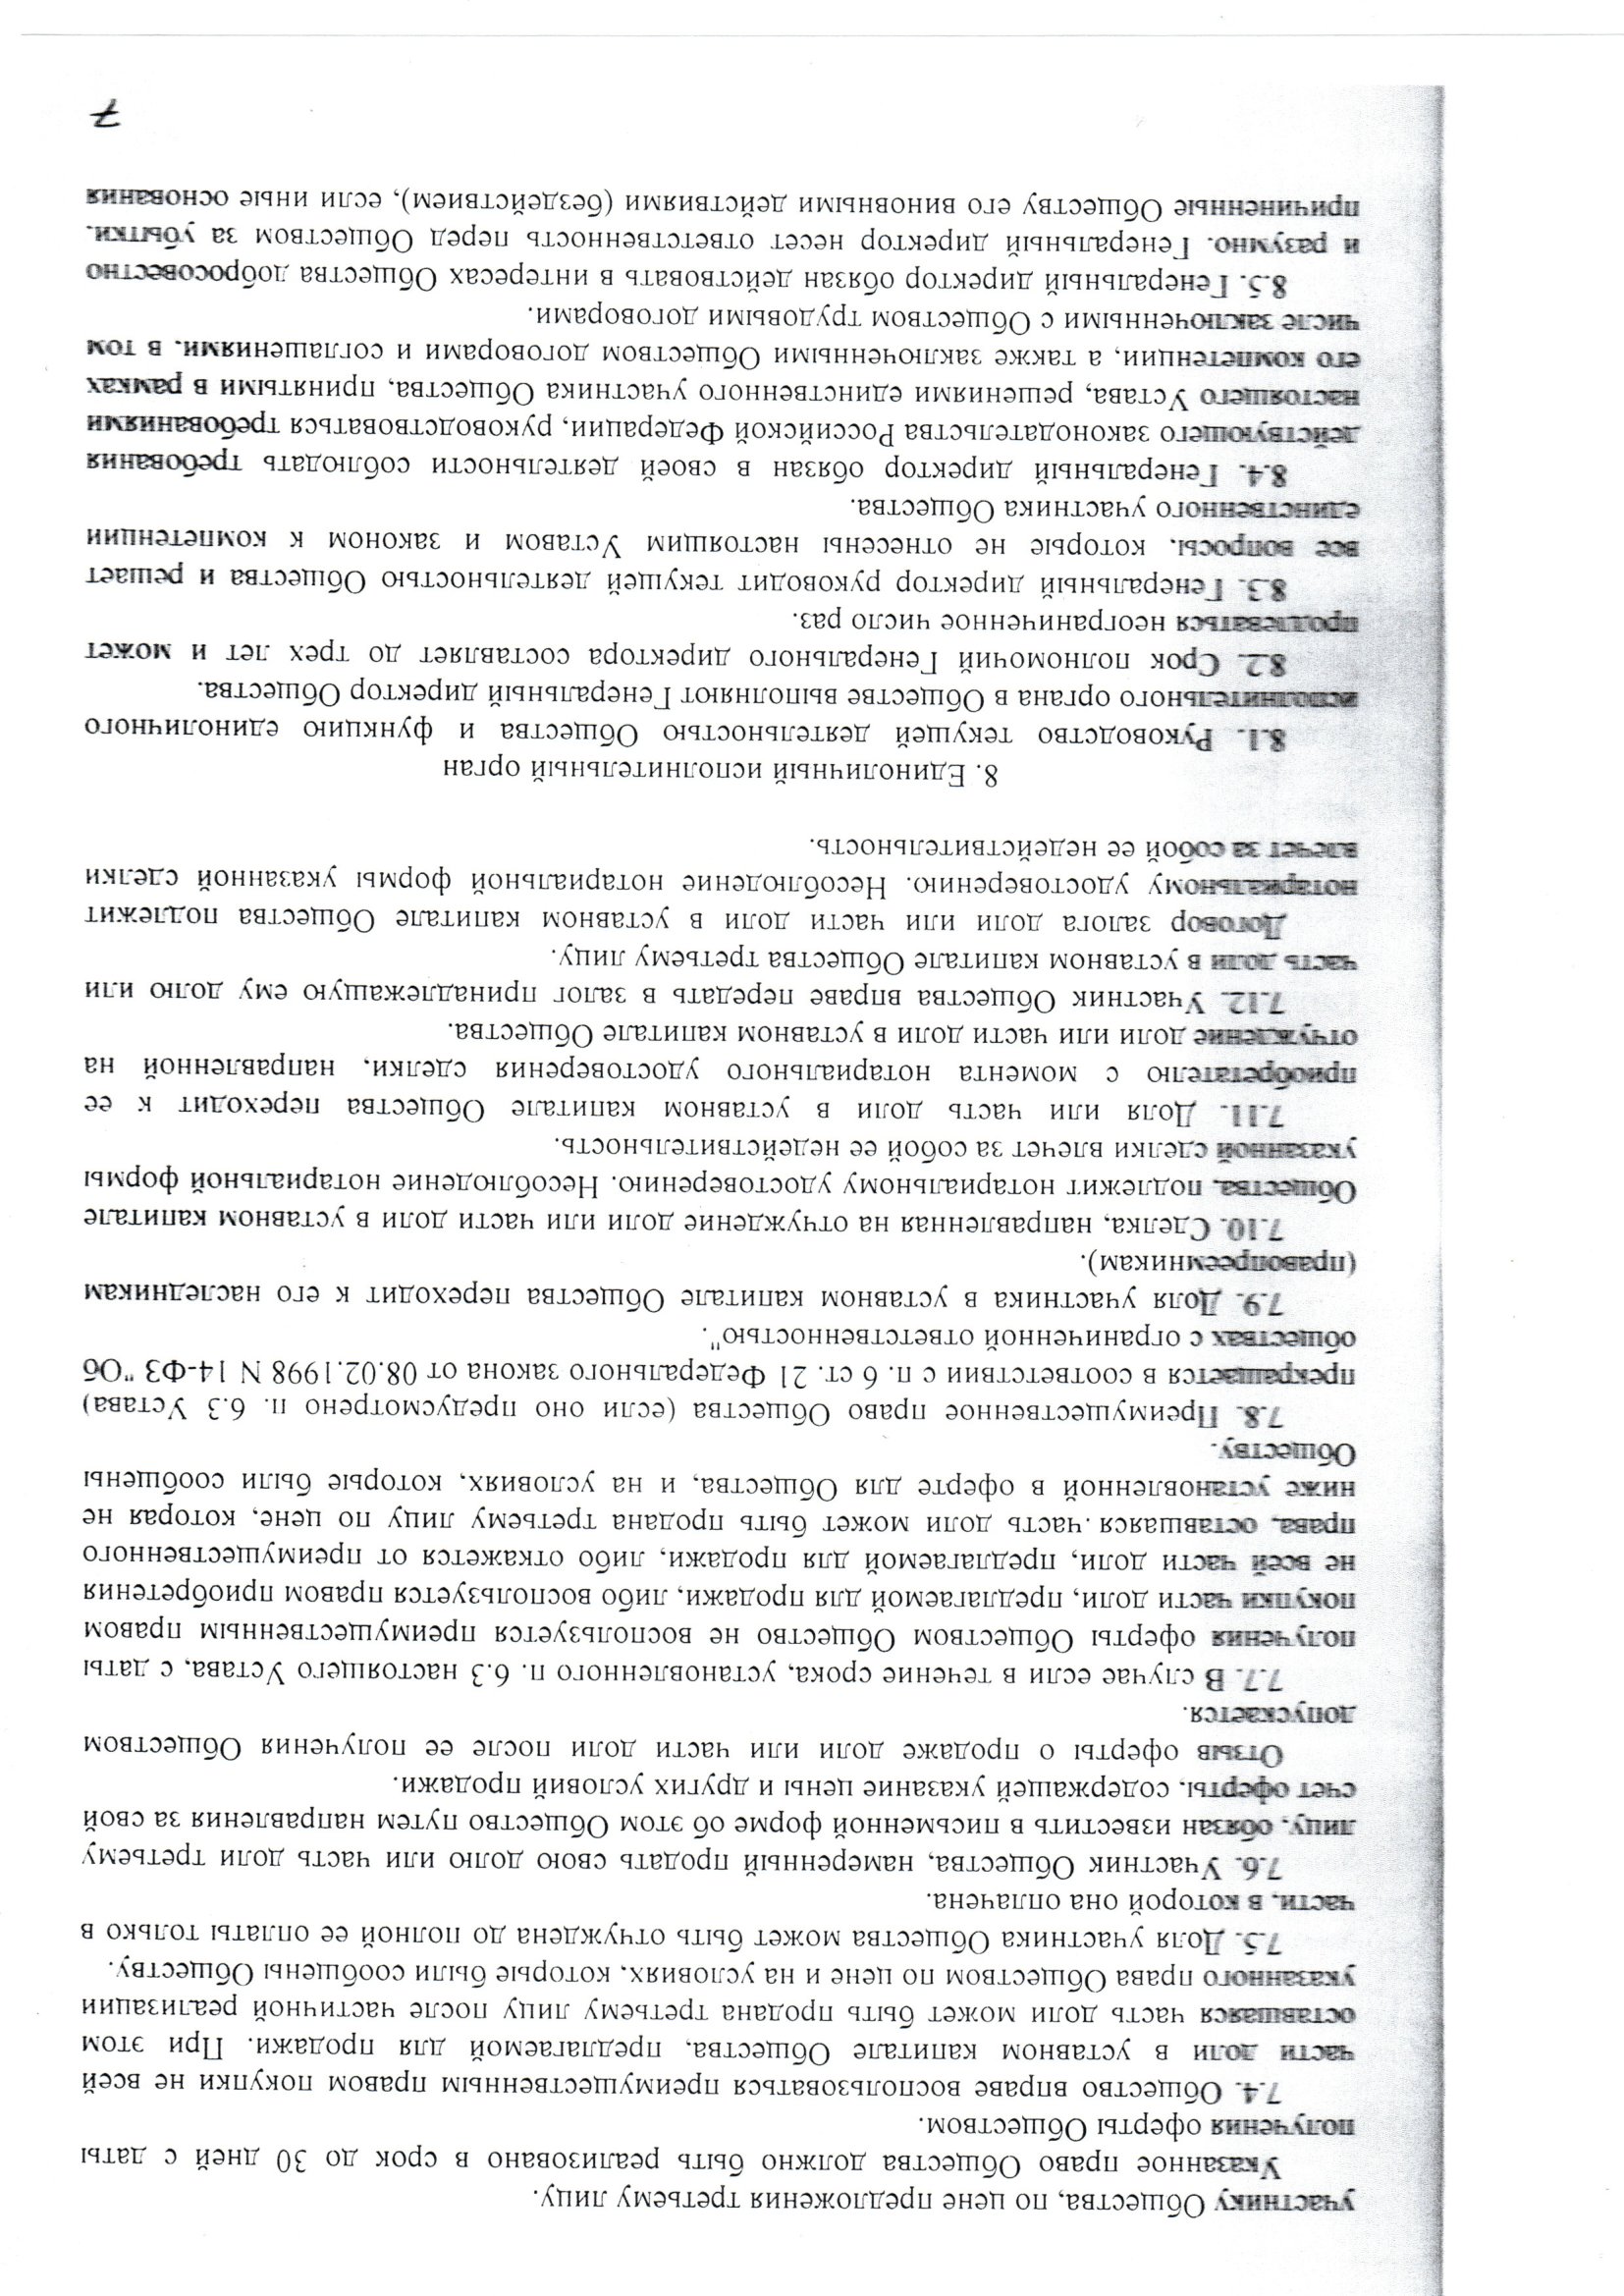 участнику Общества, по цене предложения третьему лицу.
Указанное право Общества должно быть реализовано в срок до 30 дней с даты
получения оферты Обществом.
7.4. Общество вправе воспользоваться преимущественным правом покупки не всей
части доли в уставном капитале Общества, предлагаемой для продажи. При этом
оставшаяся часть доли может быть продана третьему лицу после частичной реализации
указанного права Обществом по цене и на условиях, которые были сообщены Обществу.
7.5. Доля участника Общества может быть отчуждена до полной ее оплаты только в
части, в которой она оплачена.
7.6. Участник Общества, намеренный продать свою долю или часть доли третьему
лицу, обязан известить в письменной форме об этом Общество путем направления за свой
счет оферты, содержащей указание цены и других условий продажи.
Отзыв оферты о продаже доли или части доли после ее получения Обществом
допускается.
7.7. В случае если в течение срока, установленного п. 6.3 настоящего Устава, с даты
получения оферты Обществом Общество не воспользуется преимущественным правом
покупки части доли, предлагаемой для продажи, либо воспользуется правом приобретения
не всей части доли, предлагаемой для продажи, либо откажется от преимущественного
права, оставшаяся .часть доли может быть продана третьему лицу по цене, которая не
ниже установленной в оферте для Общества, и на условиях, которые были сообщены
Обществу.
7.8. Преимущественное право Общества (если оно предусмотрено п. 6.3 Устава)
прекращается в соответствии с п. 6 ст. 21 Федерального закона от 08.02.1998 N 14-ФЗ "Об
обществах с ограниченной ответственностью".
7.9. Доля участника в уставном капитале Общества переходит к его наследникам
(правопреемникам).
7.10. Сделка, направленная на отчуждение доли или части доли в уставном капитале
Общества, подлежит нотариальному удостоверению. Несоблюдение нотариальной формы
указанной сделки влечет за собой ее недействительность.
7.11. Доля или часть доли в уставном капитале Общества переходит к ее
приобретателю с момента нотариального удостоверения сделки, направленной на
отчуждение доли или части доли в уставном капитале Общества.
7.12. Участник Общества вправе передать в залог принадлежащую ему долю или
часть доли в уставном капитале Общества третьему лицу.
Договор залога доли или части доли в уставном капитале Общества подлежит
нотариальному удостоверению. Несоблюдение нотариальной формы указанной сделки
влечет за собой ее недействительность.
8. Единоличный исполнительный орган
8.1. Руководство текущей деятельностью Общества и функцию единоличного
исполнительного органа в Обществе выполняют Генеральный директор Общества.
8.2. Срок полномочий Генерального директора составляет до трех лет и может
продлеваться неограниченное число раз.
8.3. Генеральный директор руководит текущей деятельностью Общества и решает
все вопросы, которые не отнесены настоящим Уставом и законом к компетенции
единственного участника Общества.
8.4. Генеральный директор обязан в своей деятельности соблюдать требования
действующего законодательства Российской Федерации, руководствоваться требованиями
настоящего Устава, решениями единственного участника Общества, принятыми в рамках
его компетенции, а также заключенными Обществом договорами и соглашениями, в том
числе заключенными с Обществом трудовыми договорами.
8.5. Генеральный директор обязан действовать в интересах Общества добросовестно
и разумно. Генеральный директор несет ответственность перед Обществом за убытки,
причиненные Обществу его виновными действиями (бездействием), если иные основания
7